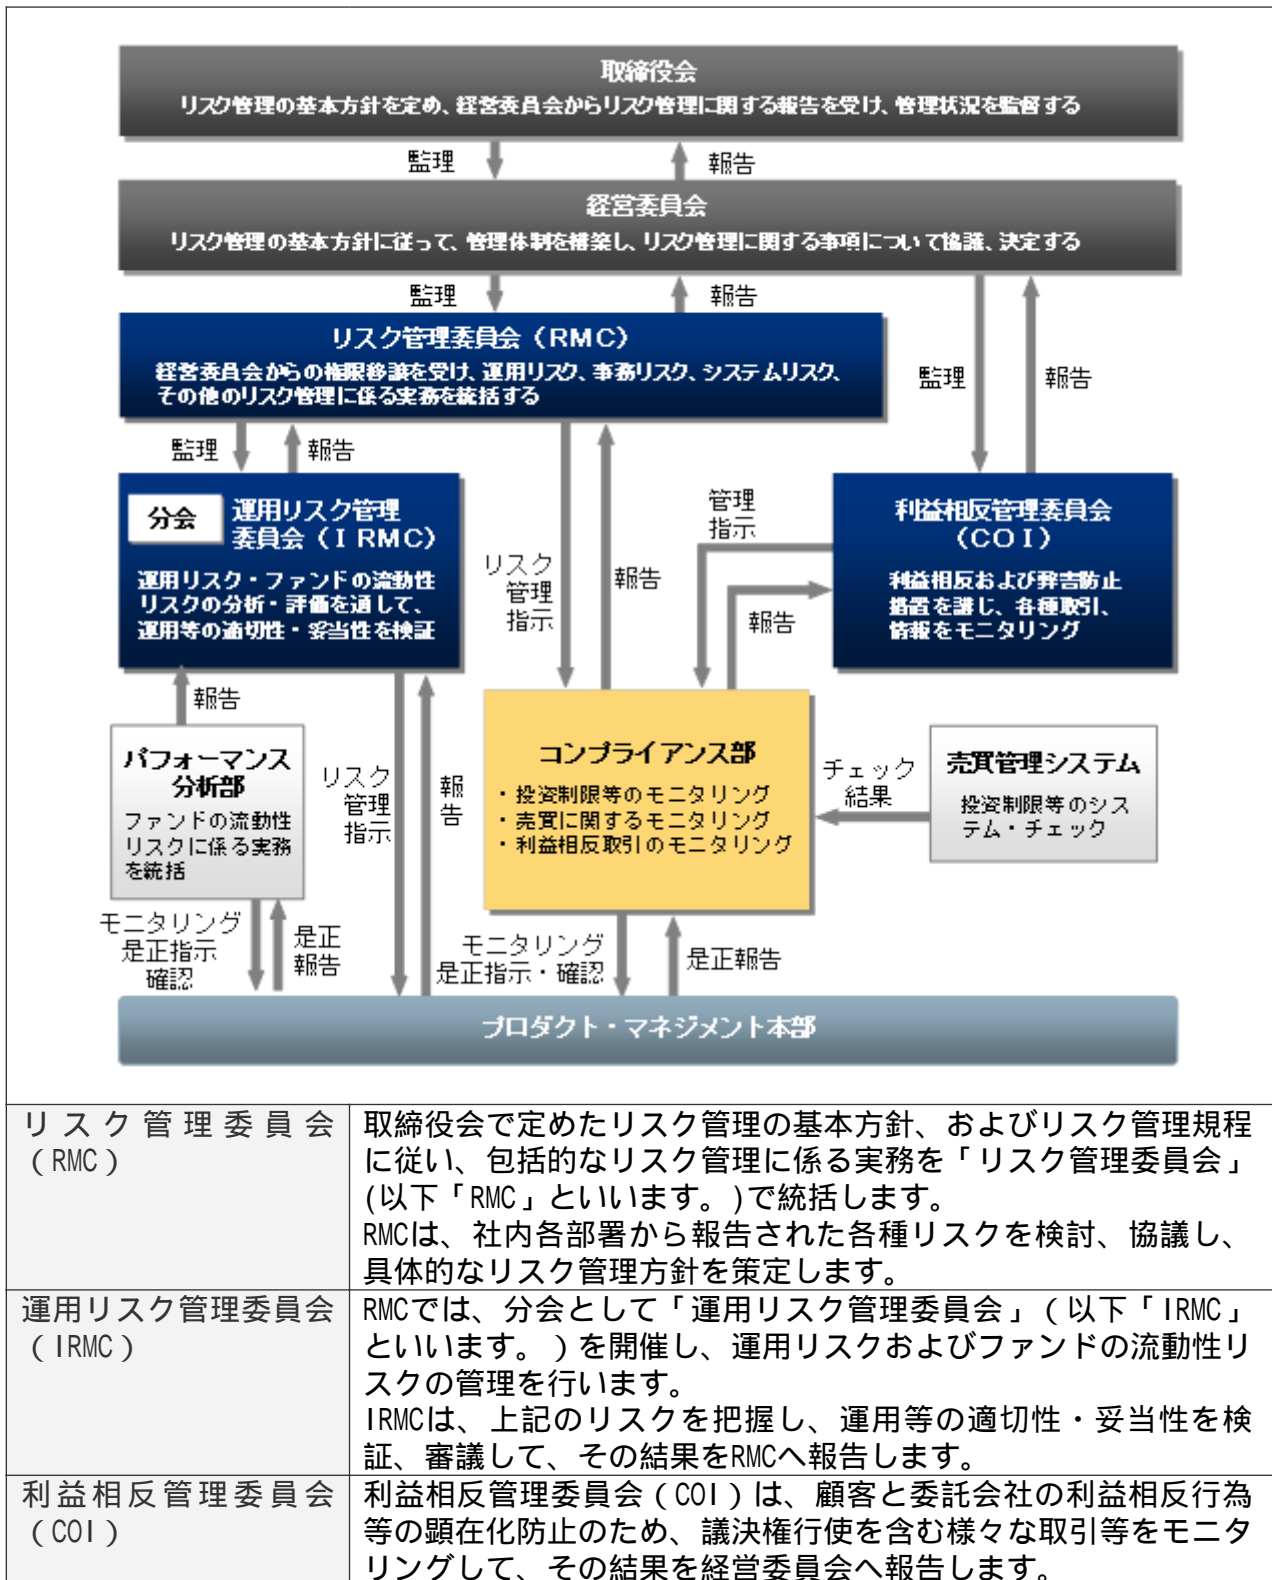 取締役会
リスク管理の基本方針を定め、経営委員会からリスク管理に関する報告を受け、管理状況を監督する
監理
報告
経営委員会
リスク管理の基本方針に従って、管理体制を構築し、リスク管理に関する事項について協議、決定する
監理
報告
監理
報告
リスク管理委員会（RMC）
経営委員会からの権限移譲を受け、運用リスク、事務リスク、システムリスク、
その他のリスク管理に係る実務を統括する
監理
報告
分会
運用リスク管理
委員会（IRMC）
運用リスク・ファンドの流動性
リスクの分析・評価を通して、
運用等の適切性・妥当性を検証
リスク
管理
指示
報告
管理
指示
報告
利益相反管理委員会
（COI）
利益相反および弊害防止
措置を講じ、各種取引、
情報をモニタリング
報告
パフォーマンス
分析部
ファンドの流動性
リスクに係る実務
を統括
リスク
管理
指示
報
告
コンプライアンス部
・投資制限等のモニタリング
・売買に関するモニタリング
・利益相反取引のモニタリング
チェック
結果
売買管理システム
投資制限等のシス
テム・チェック
モニタリング
是正指示
確認
是正
報告
モニタリング
是正指示・確認
是正報告
プロダクト・マネジメント本部
リスク管理委員会
（RMC）
取締役会で定めたリスク管理の基本方針、およびリスク管理規程
に従い、包括的なリスク管理に係る実務を「リスク管理委員会」
(以下「RMC」といいます。)で統括します。
RMCは、社内各部署から報告された各種リスクを検討、協議し、
具体的なリスク管理方針を策定します。
運用リスク管理委員会
（IRMC）
RMCでは、分会として「運用リスク管理委員会」（以下「IRMC」
といいます。）を開催し、運用リスクおよびファンドの流動性リ
スクの管理を行います。
IRMCは、上記のリスクを把握し、運用等の適切性・妥当性を検
証、審議して、その結果をRMCへ報告します。
利益相反管理委員会
（COI）
利益相反管理委員会（COI）は、顧客と委託会社の利益相反行為
等の顕在化防止のため、議決権行使を含む様々な取引等をモニタ
リングして、その結果を経営委員会へ報告します。